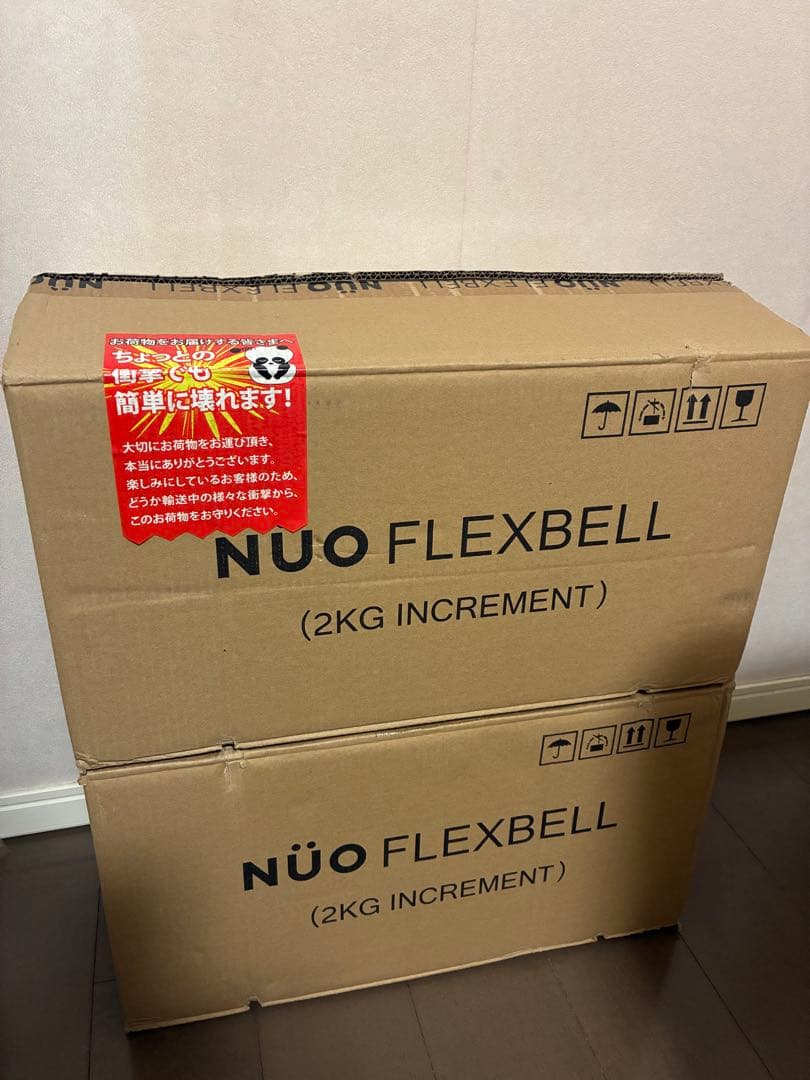 NÜO FLEXBELL NÜO FLEXBELL
お荷物をお届けする皆さまへ
ちょっとの
衝撃でも
簡単に壊れます!
大切にお荷物をお運び頂き、
本当にありがとうございます。
楽しみにしているお客様のため、
どうか輸送中の様々な衝撃から、
このお荷物をお守りください。
NÜO FLEXBELL
(2KG INCREMENT)
NÜO FLEXBELL
(2KG INCREMENT)